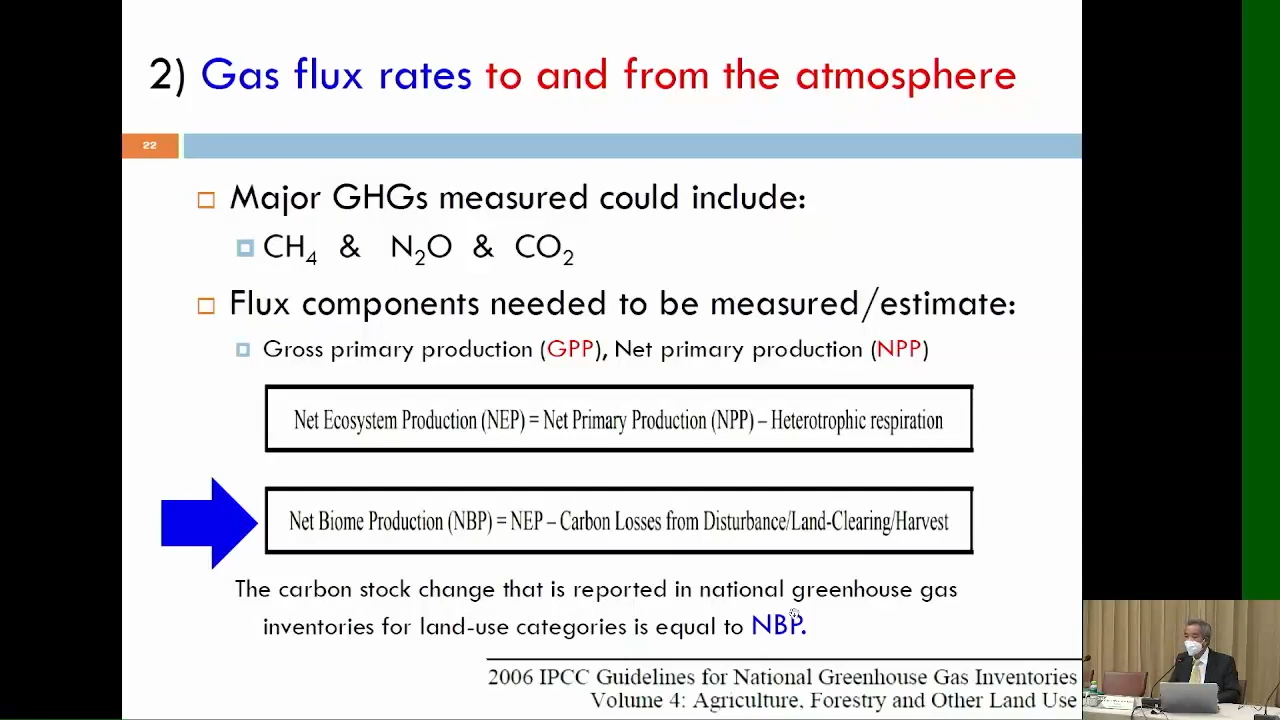 2) Gas flux rates to and from the atmosphere
22
Major GHGs measured could include:
CH4 & N2O & CO2
Flux components needed to be measured/estimate:
Gross primary production (GPP), Net primary production (NPP)
Net Ecosystem Production (NEP) = Net Primary Production (NPP) – Heterotrophic respiration
Net Biome Production (NBP) = NEP – Carbon Losses from Disturbance/Land-Clearing/Harvest
The carbon stock change that is reported in national greenhouse gas
inventories for land-use categories is equal to NBP.
2006 IPCC Guidelines for National Greenhouse Gas Inventories
Volume 4: Agriculture, Forestry and Other Land Use